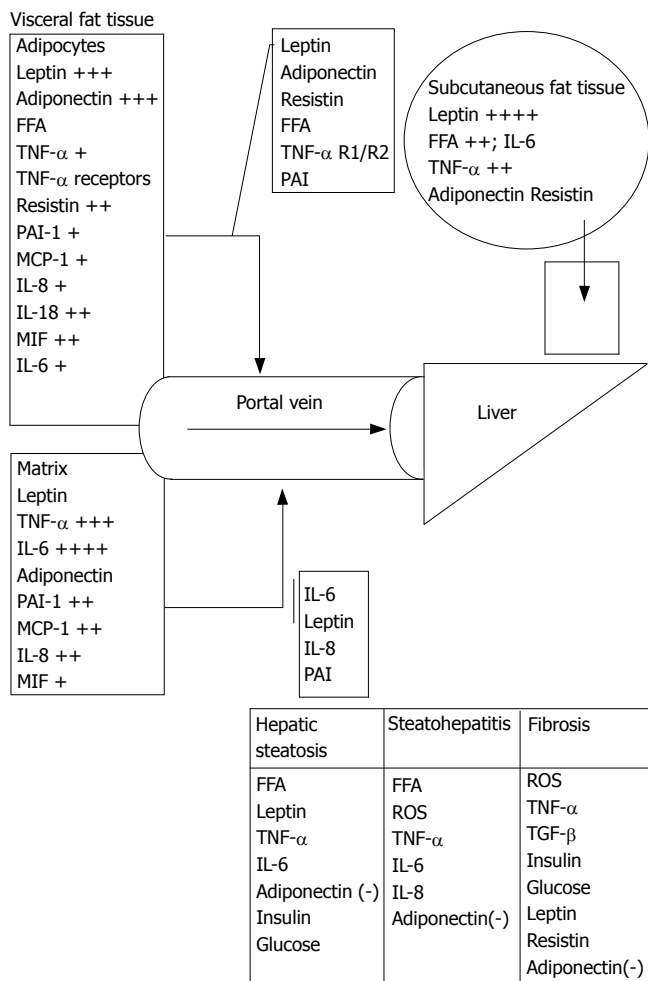 Visceral fat tissue
Adipocytes
Leptin +++
Adiponectin +++
FFA
TNF-α +
TNF-α receptors
Resistin ++
PAI-1 +
MCP-1 +
IL-8 +
IL-18 ++
MIF ++
IL-6 +
Leptin
Adiponectin
Resistin
FFA
TNF-α R1/R2
PAI
Subcutaneous fat tissue
Leptin ++++
FFA ++; IL-6
TNF-α ++
Adiponectin Resistin
Portal vein
Liver
Matrix
Leptin
TNF-α +++
IL-6 ++++
Adiponectin
PAI-1 ++
MCP-1 ++
IL-8 ++
MIF +
IL-6
Leptin
IL-8
PAI
Hepatic
steatosis
FFA
Leptin
TNF-α
IL-6
Adiponectin (-)
Insulin
Glucose
Steatohepatitis
FFA
ROS
TNF-α
IL-6
IL-8
Adiponectin(-)
Fibrosis
ROS
TNF-α
TGF-β
Insulin
Glucose
Leptin
Resistin
Adiponectin(-)